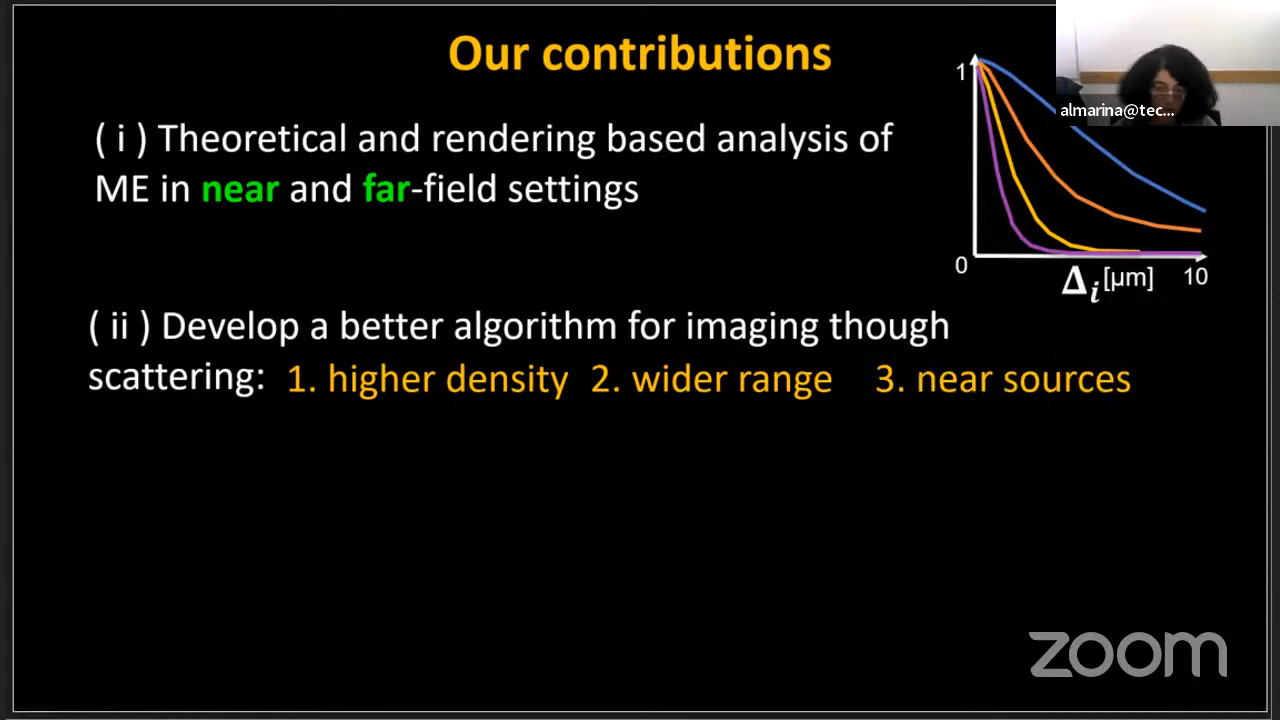 Our contributions
( i ) Theoretical and rendering based analysis of
ME in near and far-field settings
1
0
Δi[μm] 10
almarina@tec...
( ii ) Develop a better algorithm for imaging though
scattering: 1. higher density 2. wider range 3. near sources
zoom